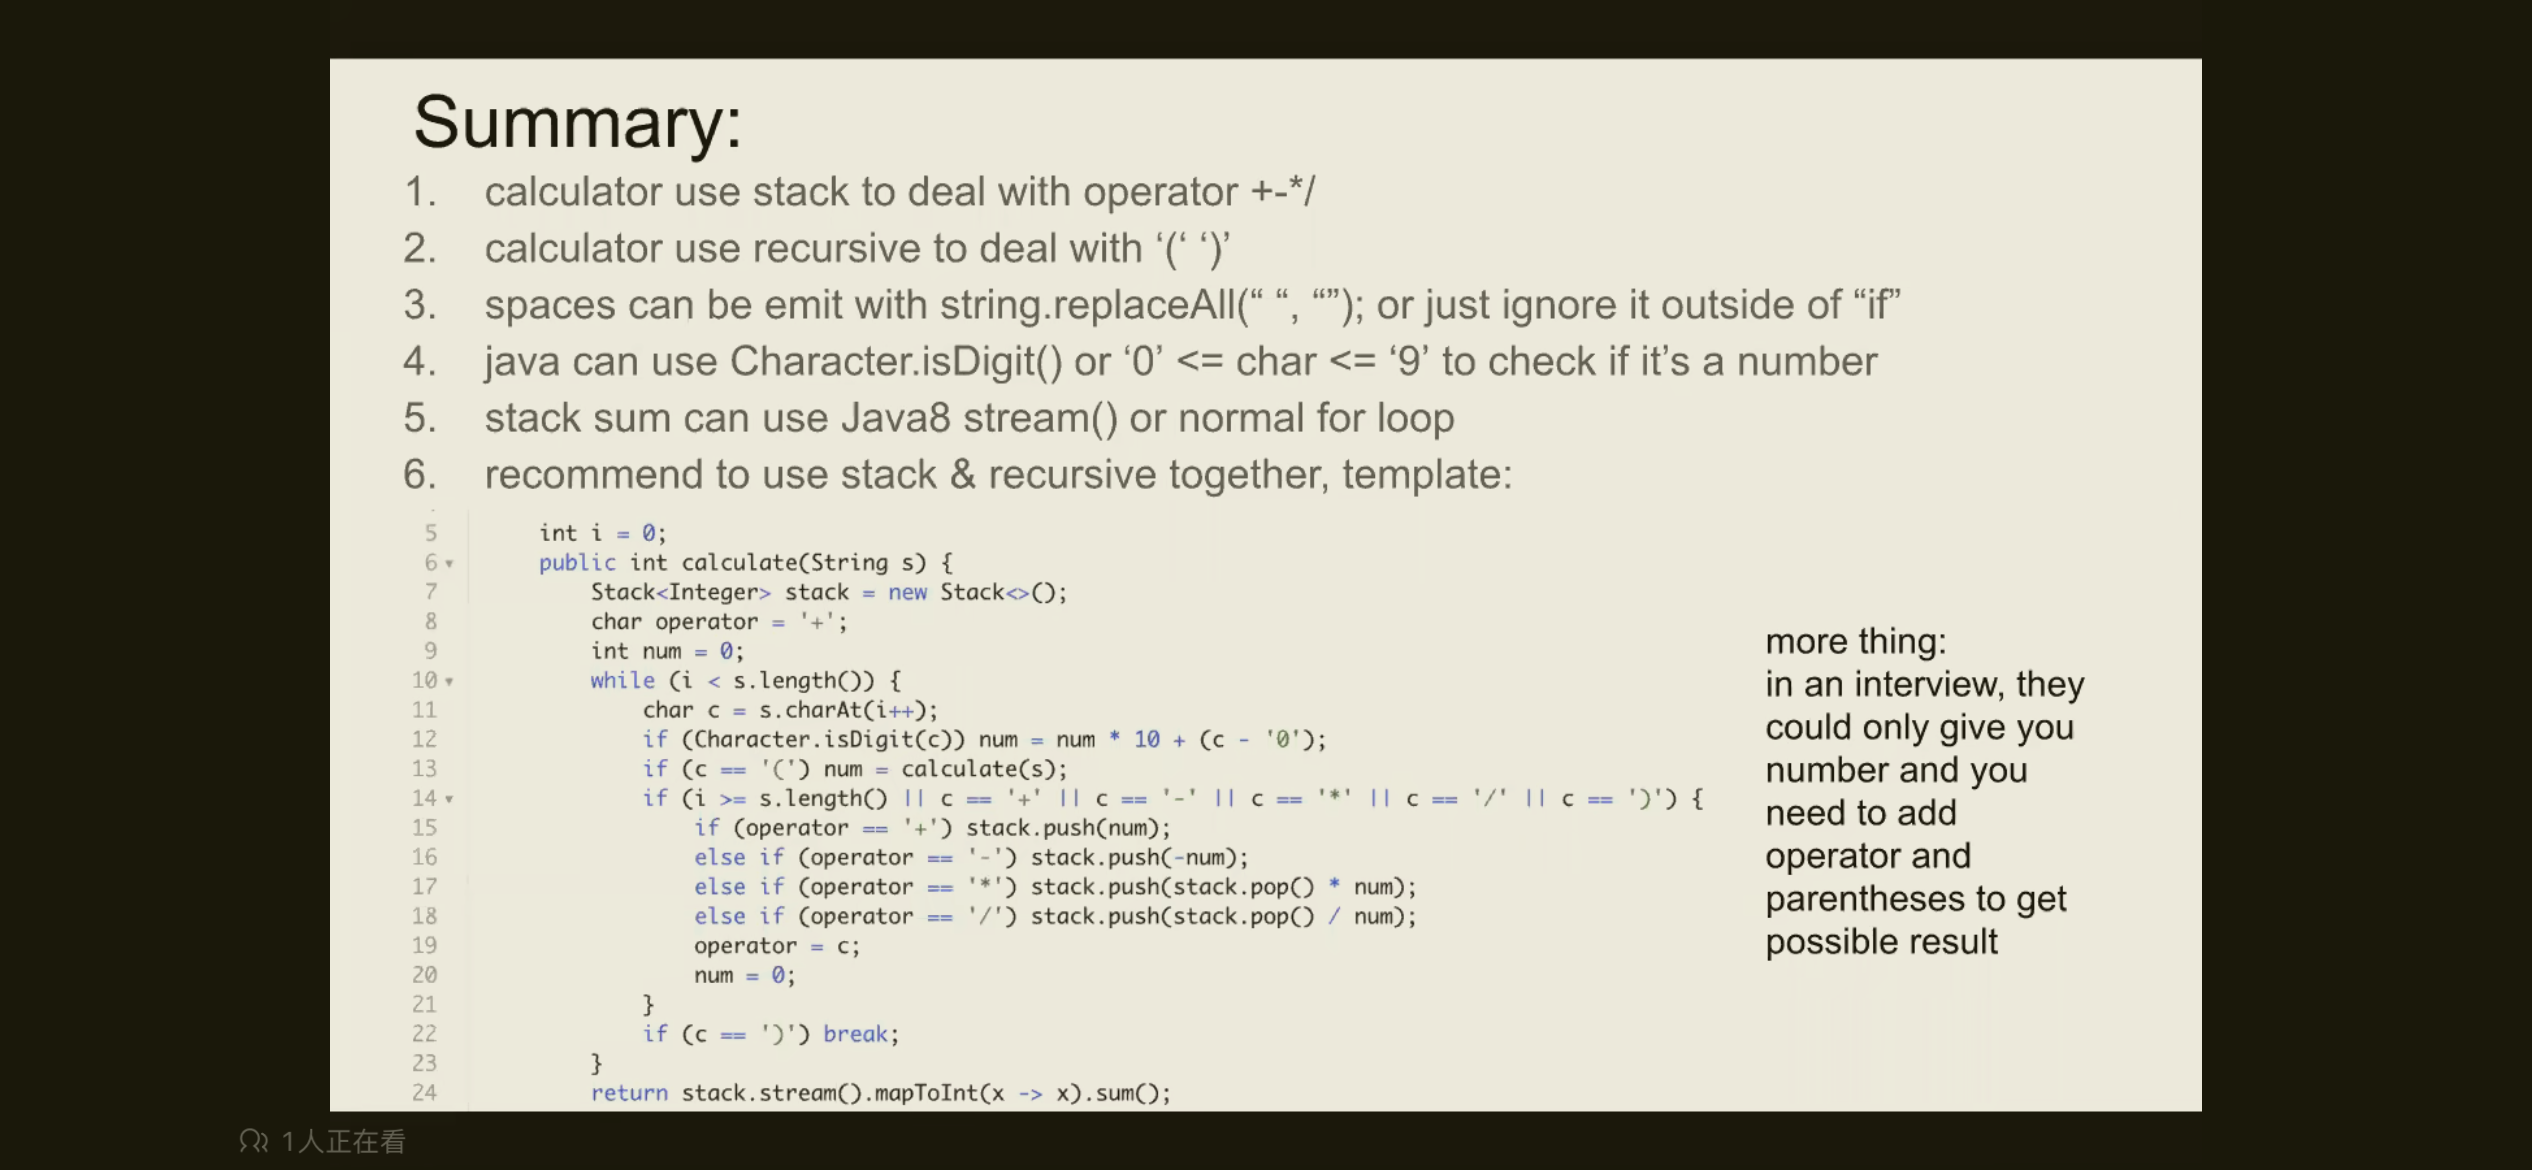 Summary:
1. calculator use stack to deal with operator +-*/
2. calculator use recursive to deal with ‘(‘ ‘)’
3. spaces can be emit with string.replaceAll(“ “, “”); or just ignore it outside of “if”
4. java can use Character.isDigit() or ‘0’ <= char <= ‘9’ to check if it’s a number
5. stack sum can use Java8 stream() or normal for loop
6. recommend to use stack & recursive together, template:
5 int i = 0;
6 public int calculate(String s) {
7 Stack<Integer> stack = new Stack<>();
8 char operator = '+';
9 int num = 0;
10 while (i < s.length()) {
11 char c = s.charAt(i++);
12 if (Character.isDigit(c)) num = num * 10 + (c - '0');
13 if (c == '(') num = calculate(s);
14 if (i >= s.length() || c == '+' || c == '-' || c == '*' || c == '/' || c == ')') {
15 if (operator == '+') stack.push(num);
16 else if (operator == '-') stack.push(-num);
17 else if (operator == '*') stack.push(stack.pop() * num);
18 else if (operator == '/') stack.push(stack.pop() / num);
19 operator = c;
20 num = 0;
21 }
22 if (c == ')') break;
23 }
24 return stack.stream().mapToInt(x -> x).sum();
more thing:
in an interview, they
could only give you
number and you
need to add
operator and
parentheses to get
possible result
1人正在看